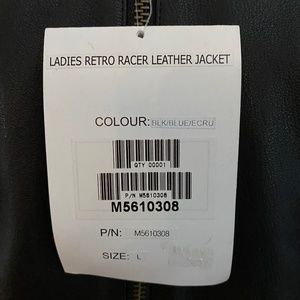 LADIES RETRO RACER LEATHER JACKET
COLOUR: BLK/BLUE/ECRU
QTY 00001
P/N M5610308
M5610308
P/N: M5610308
SIZE: L